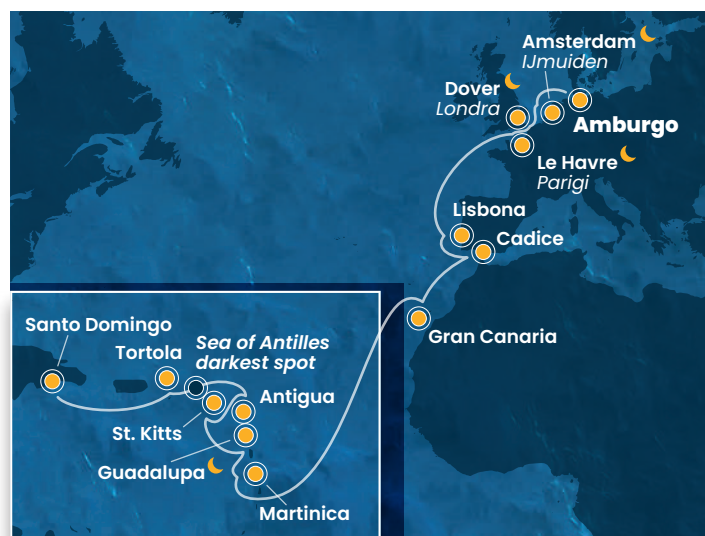 Amsterdam
IJmuiden
Dover
Londra
Amburgo
Le Havre
Parigi
Lisbona
Cadice
Gran Canaria
Santo Domingo
Tortola
Sea of Antilles
darkest spot
Antigua
St. Kitts
Guadalupa
Martinica